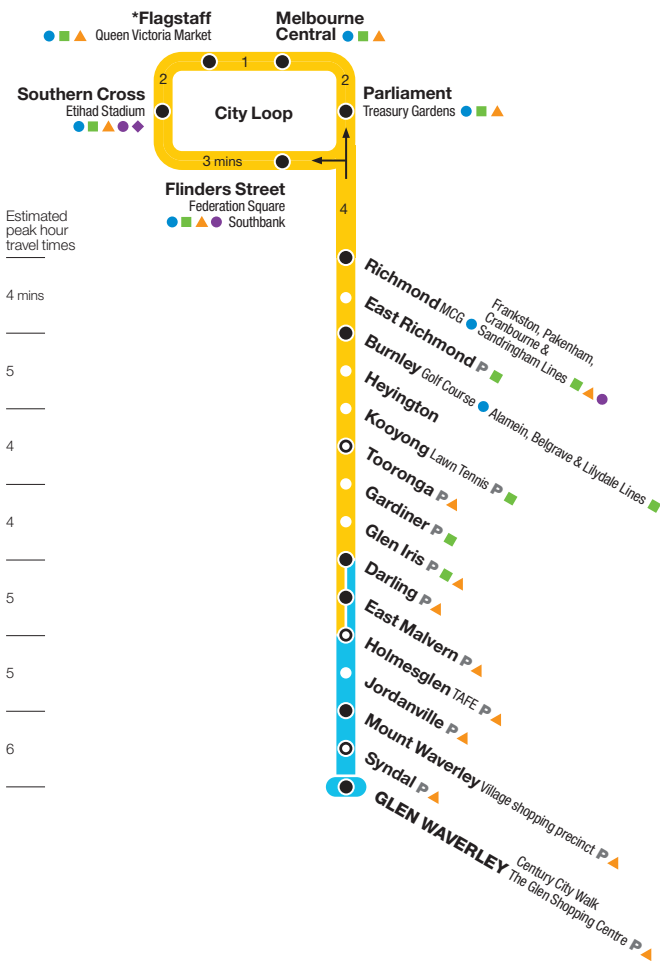 *Flagstaff
Queen Victoria Market
Melbourne
Central
Southern Cross
Etihad Stadium
2
1
2
City Loop
Parliament
Treasury Gardens
3 mins
Flinders Street
Federation Square
Southbank
4
Estimated
peak hour
travel times
4 mins
5
4
4
5
5
6
Richmond MCG
Frankston, Pakenham,
Cranbourne &
Sandringham Lines
East Richmond P
Burnley Golf Course Alamein, Belgrave & Lilydale Lines
Heyington
Kooyong Lawn Tennis P
Tooronga P
Gardiner P
Glen Iris P
Darling P
East Malvern P
Holmesglen TAFE P
Jordanville P
Mount Waverley Village shopping precinct P
Syndal P
GLEN WAVERLEY
Century City Walk
The Glen Shopping Centre P